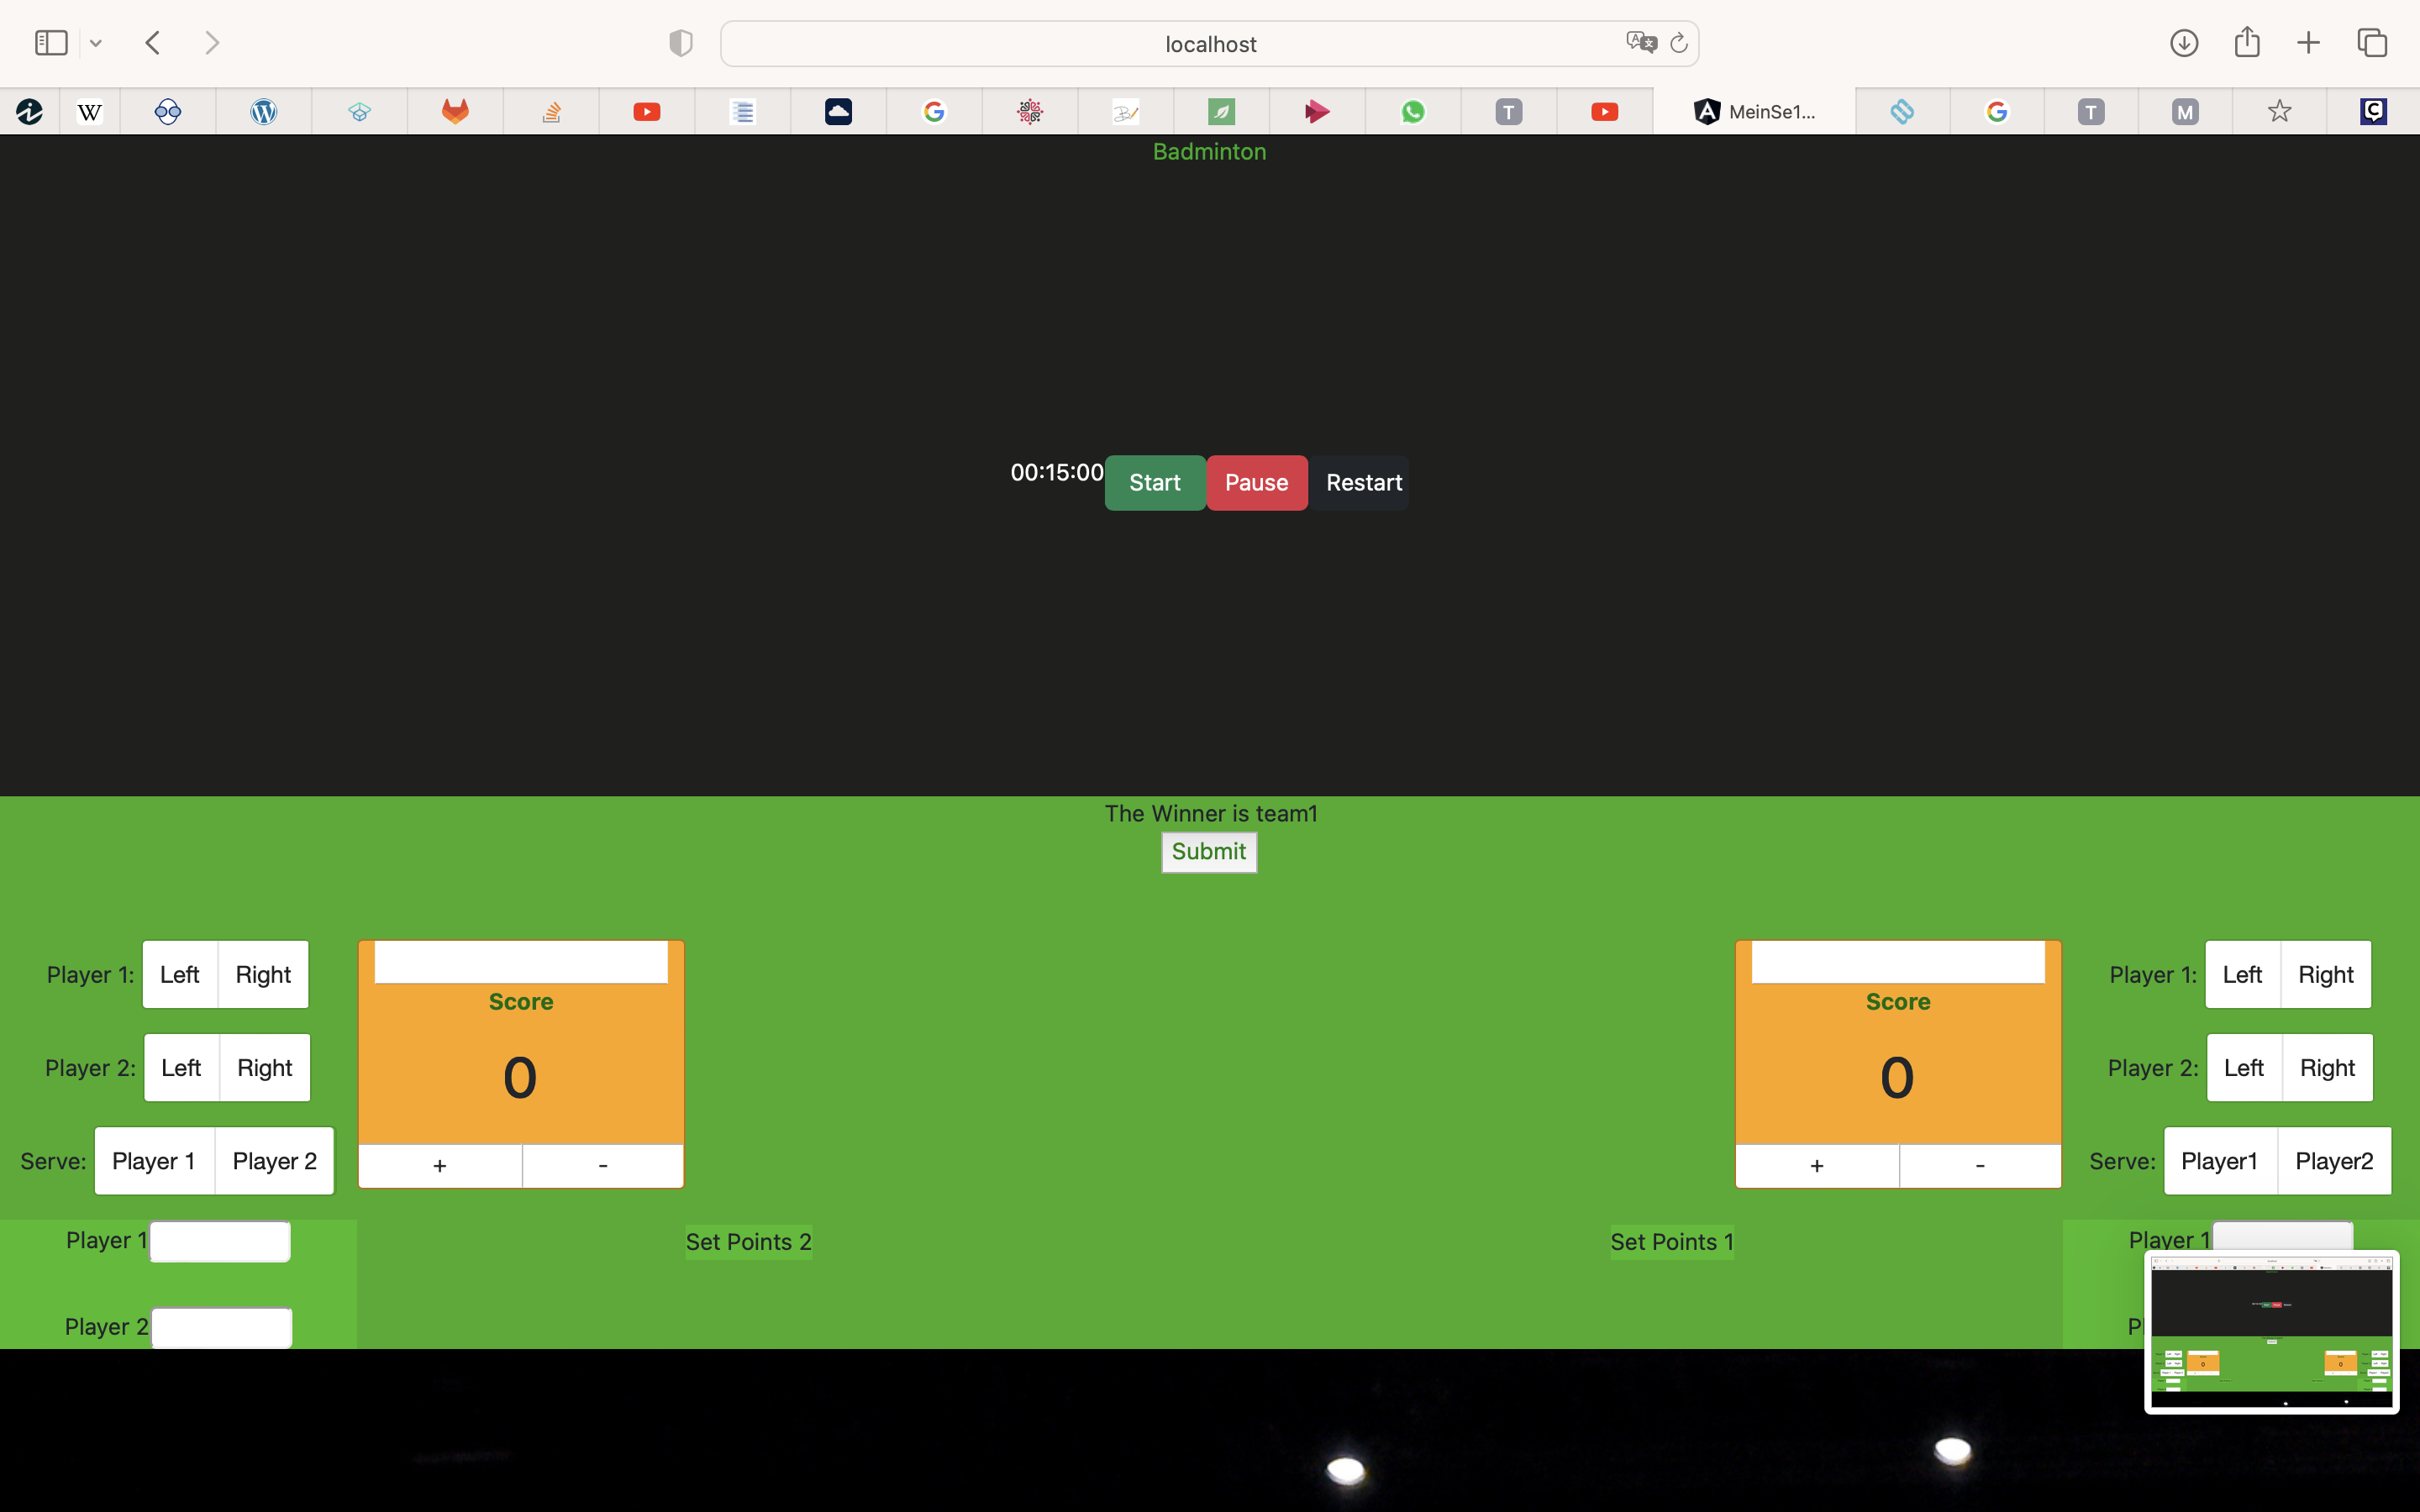 localhost
W
T
MeinSe1...
T
M
C
Badminton
00:15:00 Start Pause Restart
The Winner is team1
Submit
Player 1: Left Right
Score
0
Player 2: Left Right
Serve: Player 1 Player 2
+ -
Score
0
+ -
Player 1: Left Right
Player 2: Left Right
Serve: Player1 Player2
Player 1
Player 2
Set Points 2
Set Points 1
Player 1